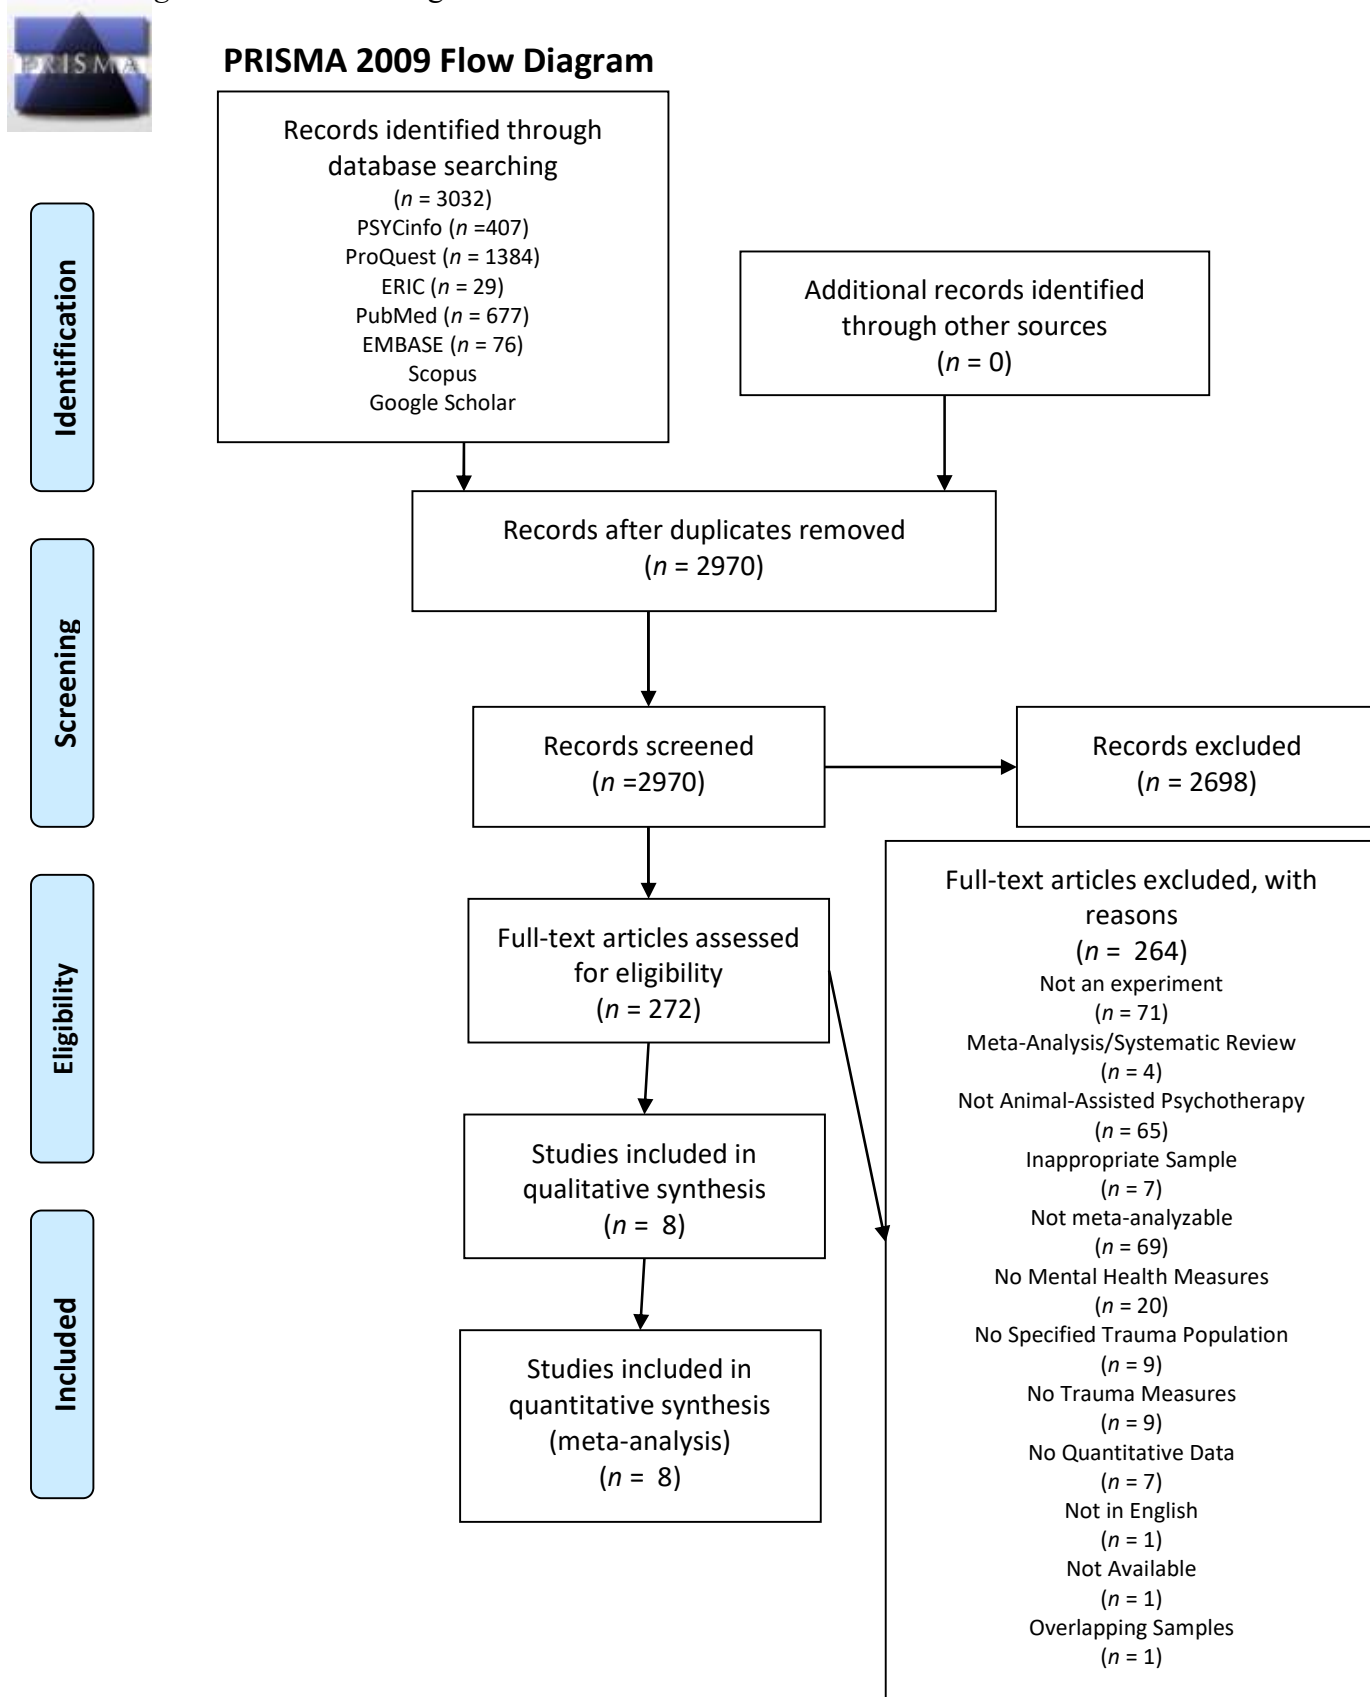 PRISMA
PRISMA 2009 Flow Diagram
Records identified through
database searching
(n = 3032)
PSYCinfo (n =407)
ProQuest (n = 1384)
ERIC (n = 29)
PubMed (n = 677)
EMBASE (n = 76)
Scopus
Google Scholar
Additional records identified
through other sources
(n = 0)
Identification
Records after duplicates removed
(n = 2970)
Screening
Records screened
(n =2970)
Records excluded
(n = 2698)
Eligibility
Full-text articles assessed
for eligibility
(n = 272)
Full-text articles excluded, with
reasons
(n = 264)
Not an experiment
(n = 71)
Meta-Analysis/Systematic Review
(n = 4)
Not Animal-Assisted Psychotherapy
(n = 65)
Inappropriate Sample
(n = 7)
Not meta-analyzable
(n = 69)
No Mental Health Measures
(n = 20)
No Specified Trauma Population
(n = 9)
No Trauma Measures
(n = 9)
No Quantitative Data
(n = 7)
Not in English
(n = 1)
Not Available
(n = 1)
Overlapping Samples
(n = 1)
Studies included in
qualitative synthesis
(n = 8)
Included
Studies included in
quantitative synthesis
(meta-analysis)
(n = 8)